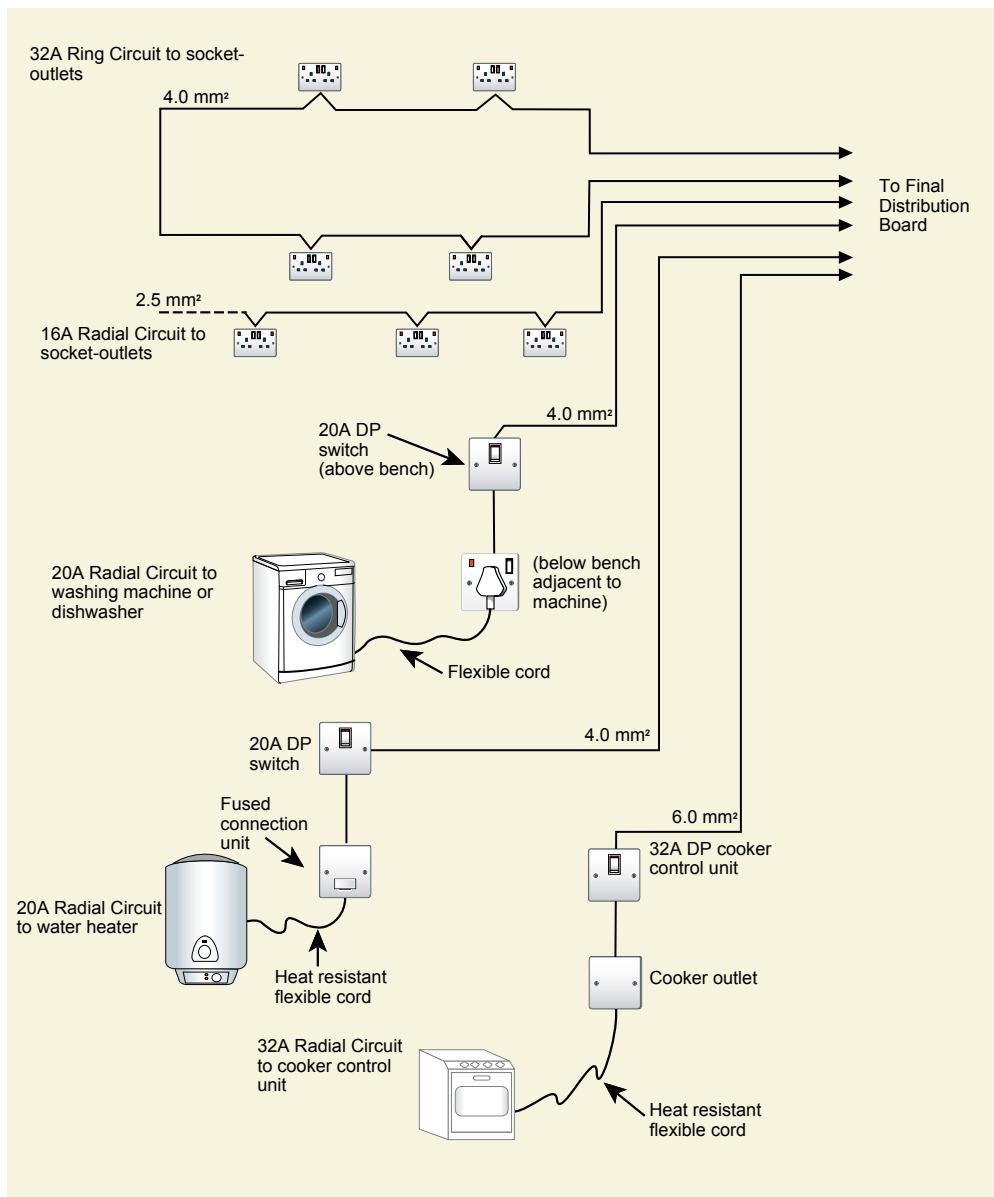 32A Ring Circuit to socket-
outlets
4.0 mm²
To Final
Distribution
Board
2.5 mm²
16A Radial Circuit to
socket-outlets
4.0 mm²
20A DP
switch
(above bench)
20A Radial Circuit to
washing machine or
dishwasher
(below bench
adjacent to
machine)
Flexible cord
4.0 mm²
20A DP
switch
Fused
connection
unit
6.0 mm²
32A DP cooker
control unit
20A Radial Circuit
to water heater
Heat resistant
flexible cord
Cooker outlet
32A Radial Circuit
to cooker control
unit
Heat resistant
flexible cord